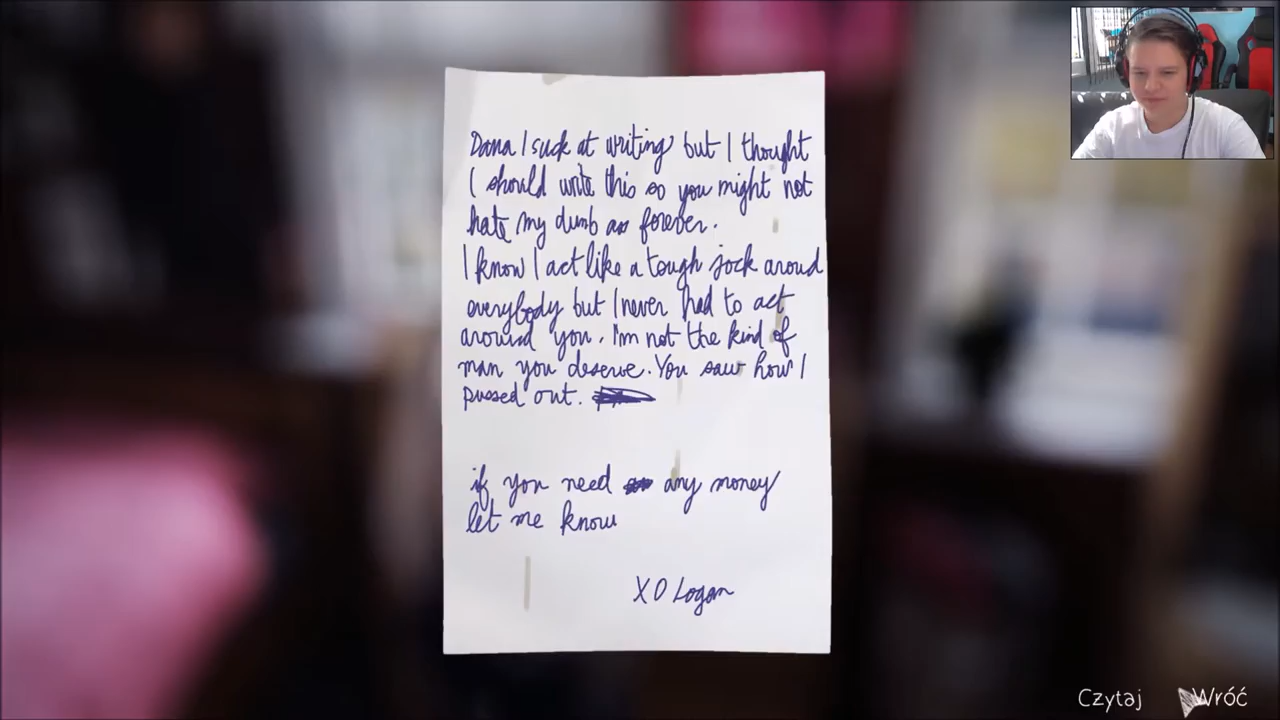 Dana I suck at writing but I thought
I should write this so you might not
hate my dumb ass forever.
I know I act like a tough jock aroud
everybody but I never had to act
around you. I'm not the kind of
man you deserve. You saw how I
pussed out.
if you need any money
let me know
XO Logan
Czytaj
Wróć